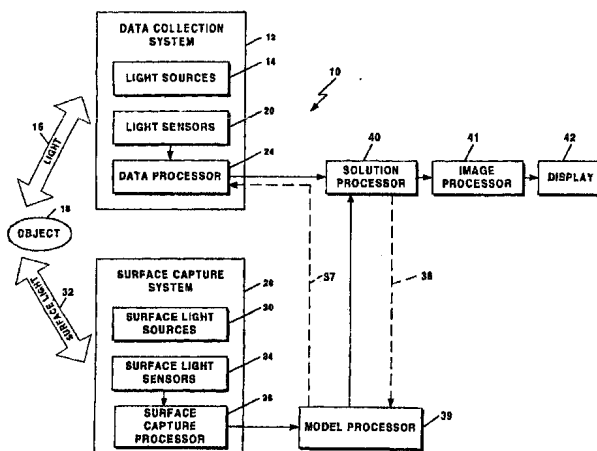 DATA COLLECTION
SYSTEM
12
LIGHT SOURCES
14
10
LIGHT SENSORS
20
16
LIGHT
DATA PROCESSOR
24
40
SOLUTION
PROCESSOR
41
IMAGE
PROCESSOR
42
DISPLAY
18
OBJECT
37
38
32
SURFACE LIGHT
SURFACE CAPTURE
SYSTEM
28
SURFACE LIGHT
SOURCES
30
SURFACE LIGHT
SENSORS
34
SURFACE
CAPTURE
PROCESSOR
36
MODEL PROCESSOR
39